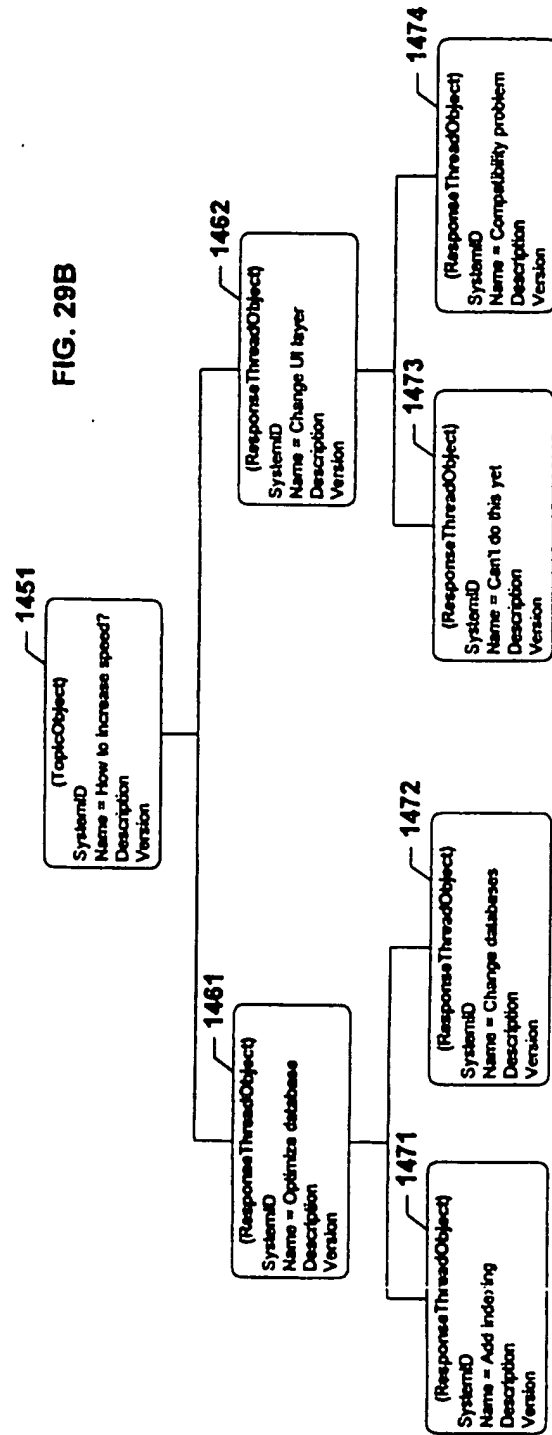 FIG. 29B
1451
(TopicObject)
SystemID
Name = How to increase speed?
Description
Version
1461
(ResponseThreadObject)
SystemID
Name = Optimize database
Description
Version
1462
(ResponseThreadObject)
SystemID
Name = Change UI layer
Description
Version
1471
(ResponseThreadObject)
SystemID
Name = Add indexing
Description
Version
1472
(ResponseThreadObject)
SystemID
Name = Change databases
Description
Version
1473
(ResponseThreadObject)
SystemID
Name = Can't do this yet
Description
Version
1474
(ResponseThreadObject)
SystemID
Name = Compatibility problem
Description
Version